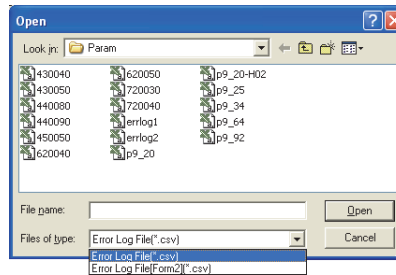 Open
Look in: Param
430040 620050 p9_20-H02
430050 720030 p9_25
440080 720040 p9_34
440090 errlog1 p9_64
450050 errlog2 p9_92
620040 p9_20
File name: Open
Files of type: Error Log File(*.csv) Cancel
Error Log File(*.csv)
Error Log File[Form2](*.csv)